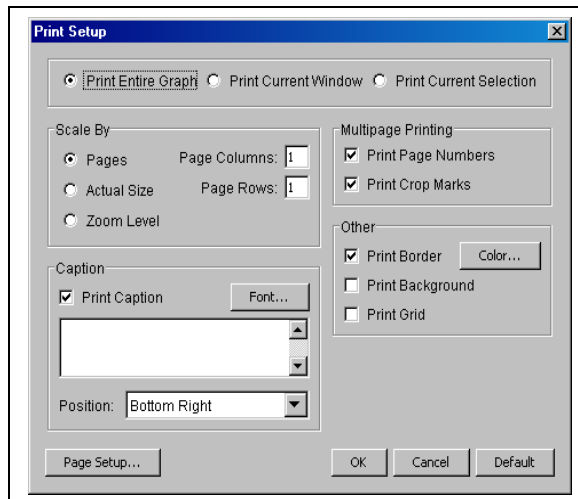 Print Setup
Print Entire Graph Print Current Window Print Current Selection
Scale By
Pages Page Columns: 1
Actual Size Page Rows: 1
Zoom Level
Multipage Printing
Print Page Numbers
Print Crop Marks
Other
Print Border Color...
Print Background
Print Grid
Caption
Print Caption Font...
Position: Bottom Right
Page Setup... OK Cancel Default